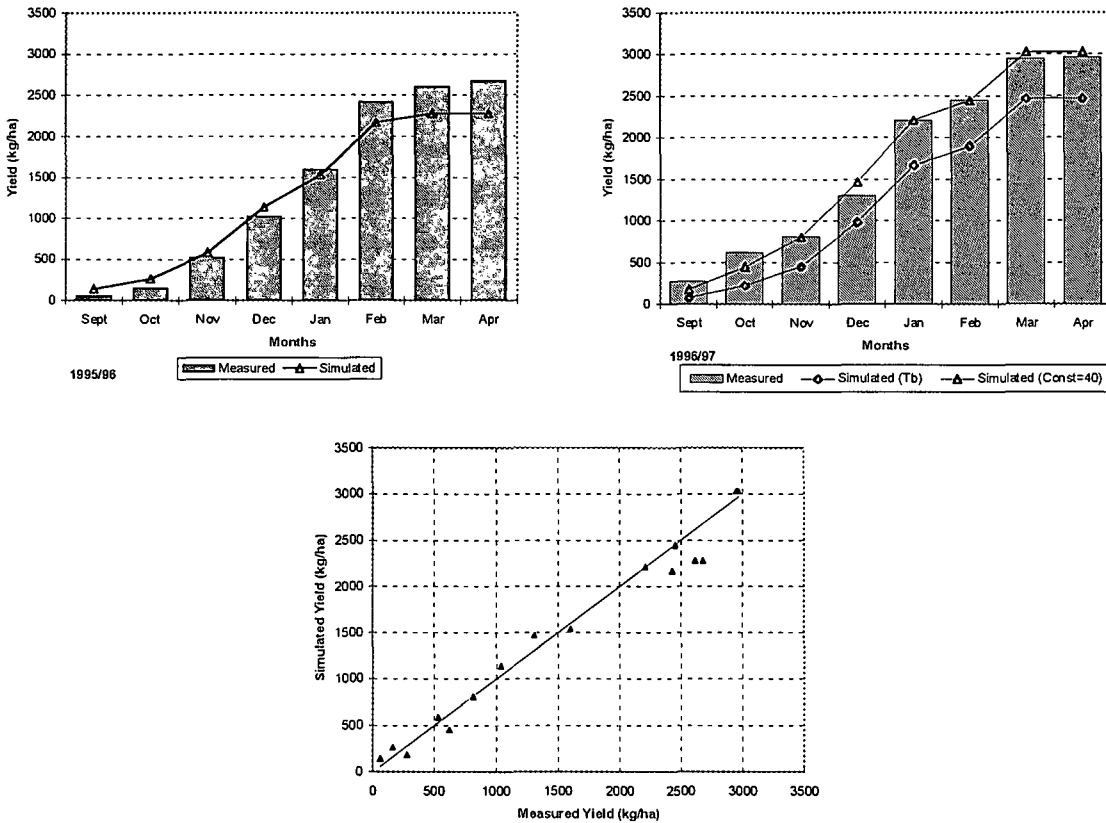 3500
3000
2500
2000
1500
1000
500
0
Yield (kg/ha)
Sept Oct Nov Dec Jan Feb Mar Apr
Months
1995/96
Measured Simulated
3500
3000
2500
2000
1500
1000
500
0
Yield (kg/ha)
Sept Oct Nov Dec Jan Feb Mar Apr
Months
1996/97
Measured Simulated (Tb) Simulated (Const=40)
3500
3000
2500
2000
1500
1000
500
0
Simulated Yield (kg/ha)
0 500 1000 1500 2000 2500 3000 3500
Measured Yield (kg/ha)